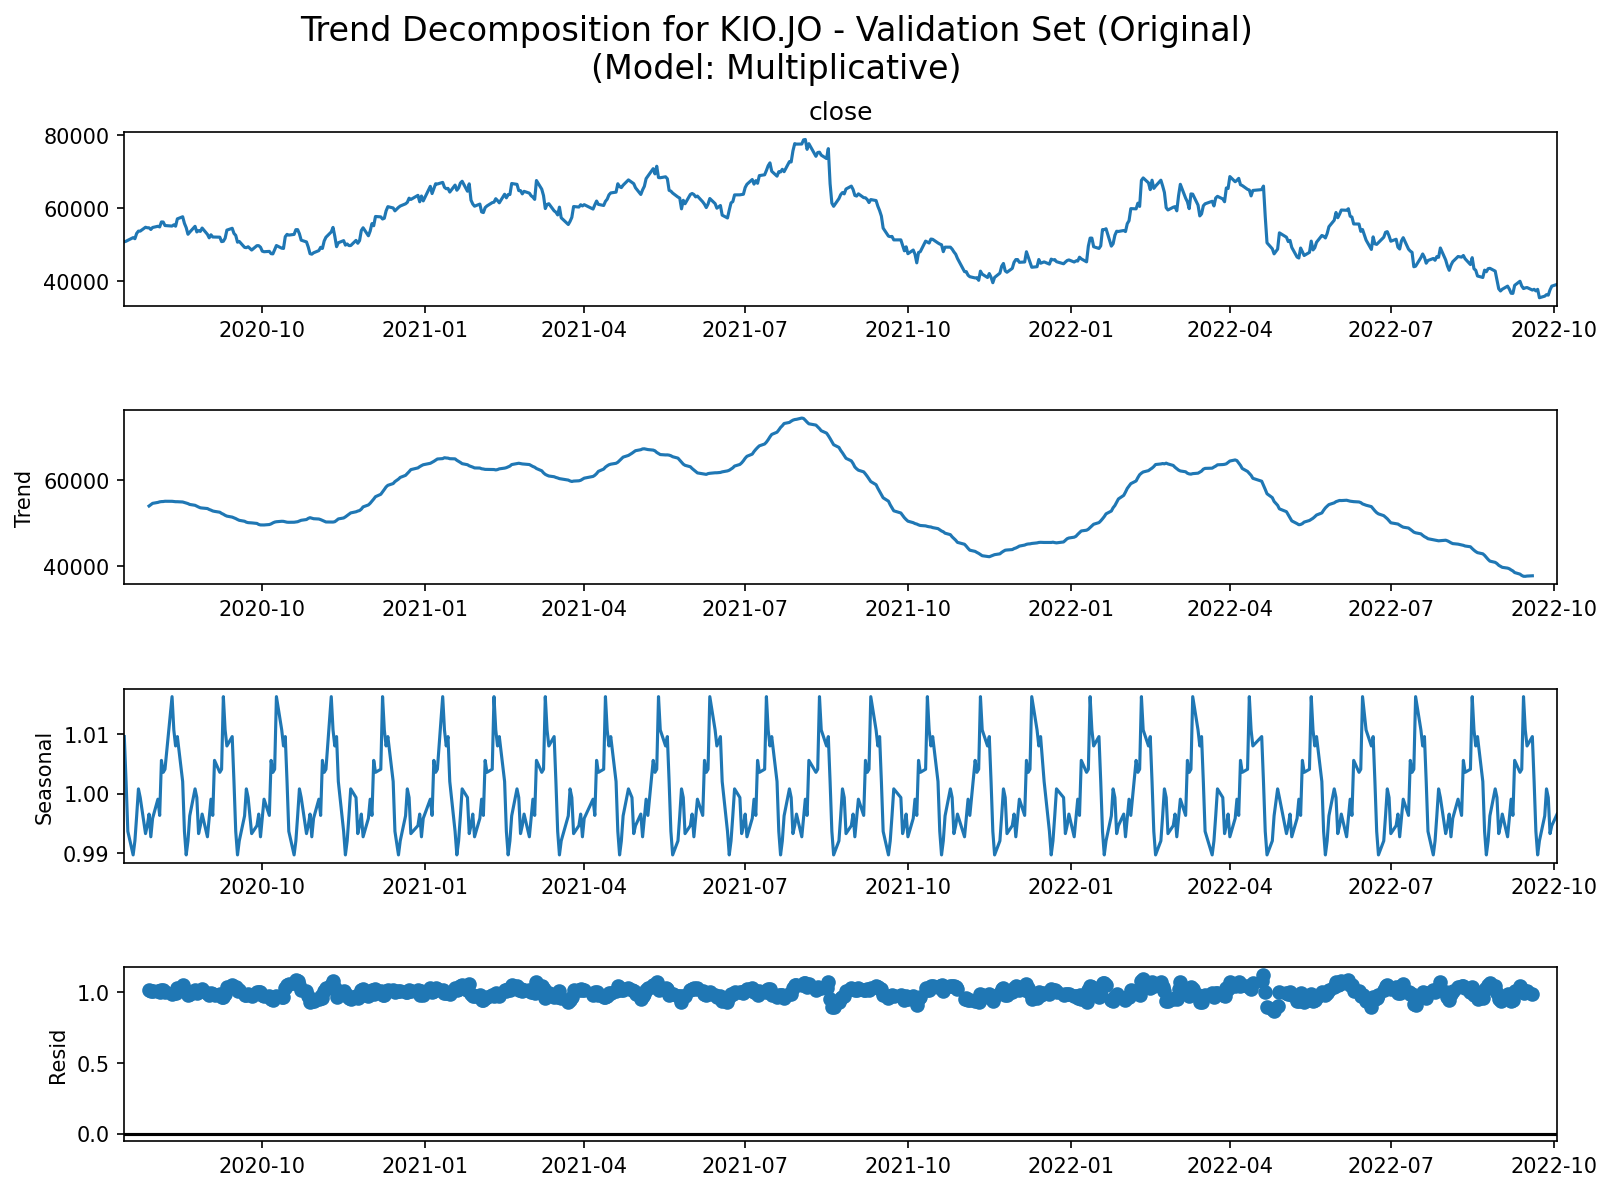 Trend Decomposition for KIO.JO - Validation Set (Original)
(Model: Multiplicative)
close
80000
60000
40000
2020-10 2021-01 2021-04 2021-07 2021-10 2022-01 2022-04 2022-07 2022-10
Trend
60000
40000
2020-10 2021-01 2021-04 2021-07 2021-10 2022-01 2022-04 2022-07 2022-10
Seasonal
1.01
1.00
0.99
2020-10 2021-01 2021-04 2021-07 2021-10 2022-01 2022-04 2022-07 2022-10
Resid
1.0
0.5
0.0
2020-10 2021-01 2021-04 2021-07 2021-10 2022-01 2022-04 2022-07 2022-10